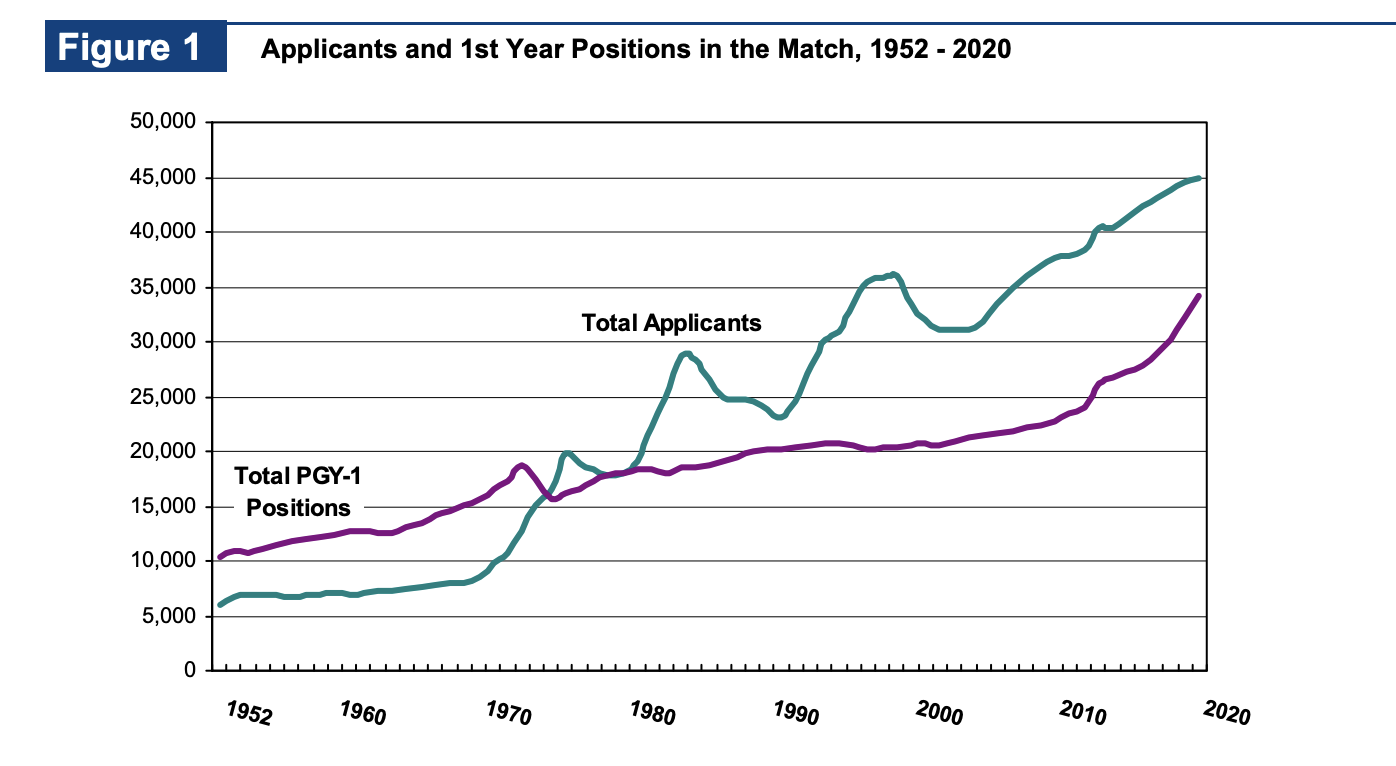 Figure 1
Applicants and 1st Year Positions in the Match, 1952 - 2020
50,000
45,000
40,000
35,000
30,000
25,000
20,000
15,000
10,000
5,000
0
Total Applicants
Total PGY-1
Positions
1952 1960 1970 1980 1990 2000 2010 2020